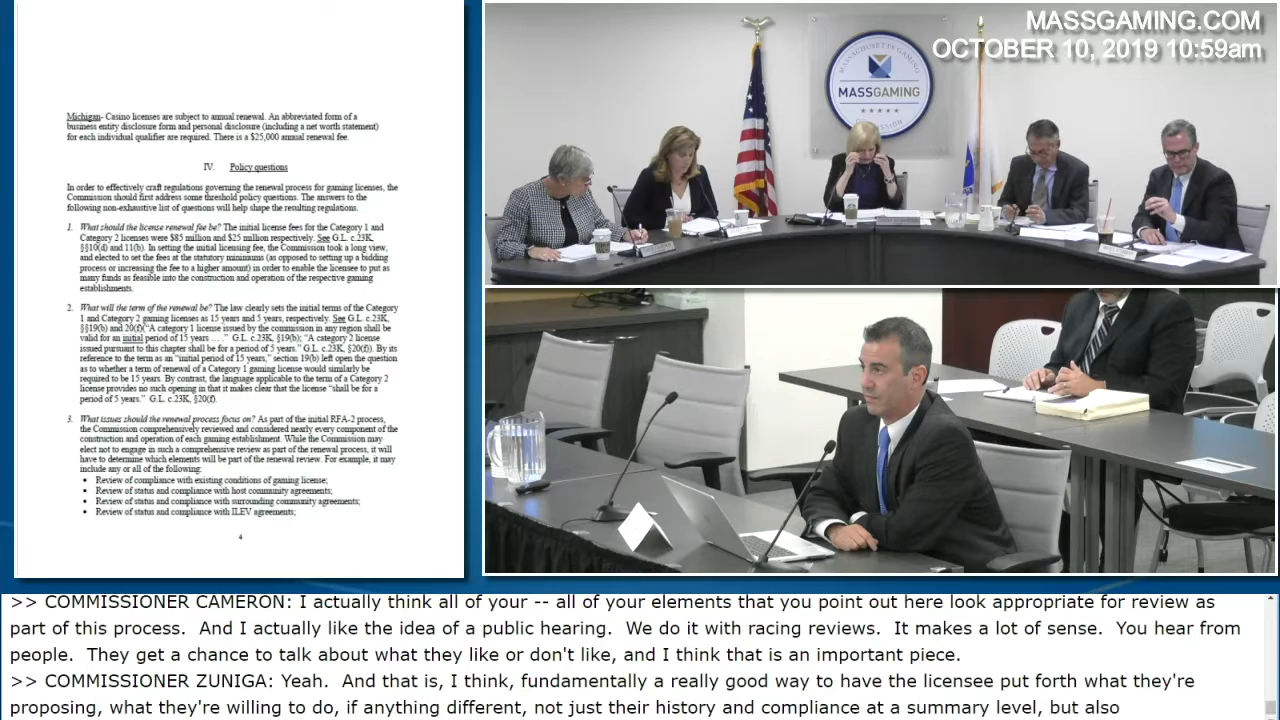 Michigan- Casino licenses are subject to annual renewal. An abbreviated form of a
business entity disclosure form and personal disclosure (including a net worth statement)
for each individual qualifier are required. There is a $25,000 annual renewal fee.
IV. Policy questions
In order to effectively craft regulations governing the renewal process for gaming licenses, the
Commission should first address some threshold policy questions. The answers to the
following non-exhaustive list of questions will help shape the resulting regulations.
1. What should the license renewal fee be? The initial license fees for the Category 1 and
Category 2 licenses were $85 million and $25 million respectively. See G.L. c.23K,
§§10(d) and 11(b). In setting the initial licensing fee, the Commission took a long view,
and elected to set the fees at the statutory minimums (as opposed to setting up a bidding
process or increasing the fee to a higher amount) in order to enable the licensee to put as
many funds as feasible into the construction and operation of the respective gaming
establishments.
2. What will the term of the renewal be? The law clearly sets the initial terms of the Category
1 and Category 2 gaming licenses as 15 years and 5 years, respectively. See G.L. c.23K,
§§19(b) and 20(f)("A category 1 license issued by the commission in any region shall be
valid for an initial period of 15 years . . . ." G.L. c.23K, §19(b); "A category 2 license
issued pursuant to this chapter shall be for a period of 5 years." G.L. c.23K, §20(f)). By its
reference to the term as an "initial period of 15 years," section 19(b) left open the question
as to whether a term of renewal of a Category 1 gaming license would similarly be
required to be 15 years. By contrast, the language applicable to the term of a Category 2
license provides no such opening in that it makes clear that the license "shall be for a
period of 5 years." G.L. c.23K, §20(f).
3. What issues should the renewal process focus on? As part of the initial RFA-2 process,
the Commission comprehensively reviewed and considered nearly every component of the
construction and operation of each gaming establishment. While the Commission may
elect not to engage in such a comprehensive review as part of the renewal process, it will
have to determine which elements will be part of the renewal review. For example, it may
include any or all of the following:
• Review of compliance with existing conditions of gaming license;
• Review of status and compliance with host community agreements;
• Review of status and compliance with surrounding community agreements;
• Review of status and compliance with ILEV agreements;
4
MASSGAMING.COM
OCTOBER 10, 2019 10:59am
MASSACHUSETTS GAMING
MASSGAMING
>> COMMISSIONER CAMERON: I actually think all of your -- all of your elements that you point out here look appropriate for review as
part of this process. And I actually like the idea of a public hearing. We do it with racing reviews. It makes a lot of sense. You hear from
people. They get a chance to talk about what they like or don't like, and I think that is an important piece.
>> COMMISSIONER ZUNIGA: Yeah. And that is, I think, fundamentally a really good way to have the licensee put forth what they're
proposing, what they're willing to do, if anything different, not just their history and compliance at a summary level, but also